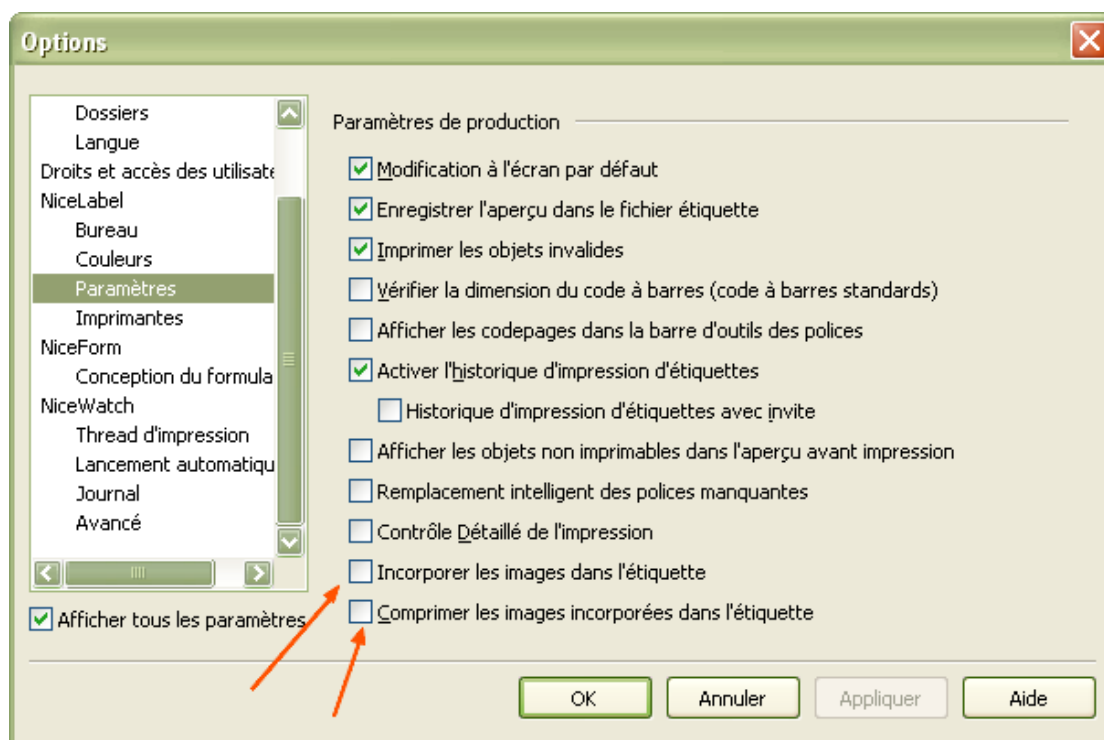 Options
Dossiers
Langue
Droits et accès des utilisate
NiceLabel
Bureau
Couleurs
Paramètres
Imprimantes
NiceForm
Conception du formula
NiceWatch
Thread d'impression
Lancement automatiqu
Journal
Avancé
Afficher tous les paramètres
Paramètres de production
Modification à l'écran par défaut
Enregistrer l'aperçu dans le fichier étiquette
Imprimer les objets invalides
Vérifier la dimension du code à barres (code à barres standards)
Afficher les codepages dans la barre d'outils des polices
Activer l'historique d'impression d'étiquettes
Historique d'impression d'étiquettes avec invite
Afficher les objets non imprimables dans l'aperçu avant impression
Remplacement intelligent des polices manquantes
Contrôle Détaillé de l'impression
Incorporer les images dans l'étiquette
Comprimer les images incorporées dans l'étiquette
OK
Annuler
Appliquer
Aide